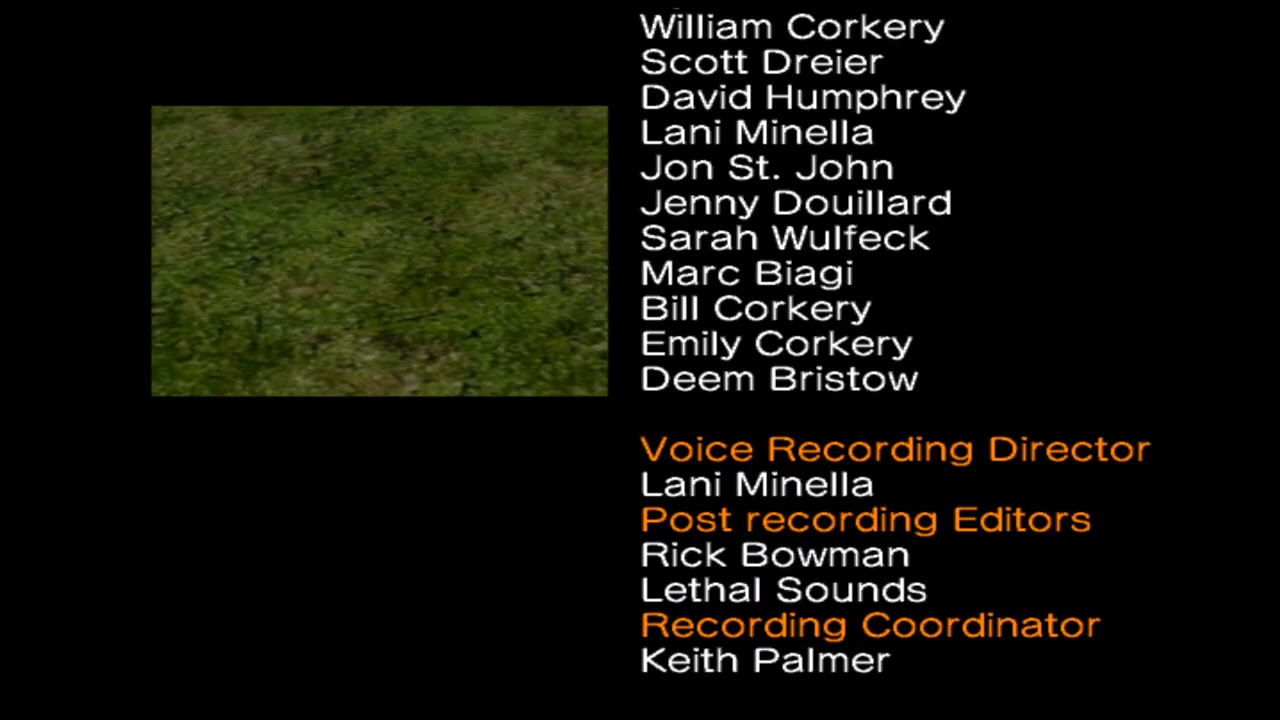 William Corkery
Scott Dreier
David Humphrey
Lani Minella
Jon St. John
Jenny Douillard
Sarah Wulfeck
Marc Biagi
Bill Corkery
Emily Corkery
Deem Bristow
Voice Recording Director
Lani Minella
Post recording Editors
Rick Bowman
Lethal Sounds
Recording Coordinator
Keith Palmer